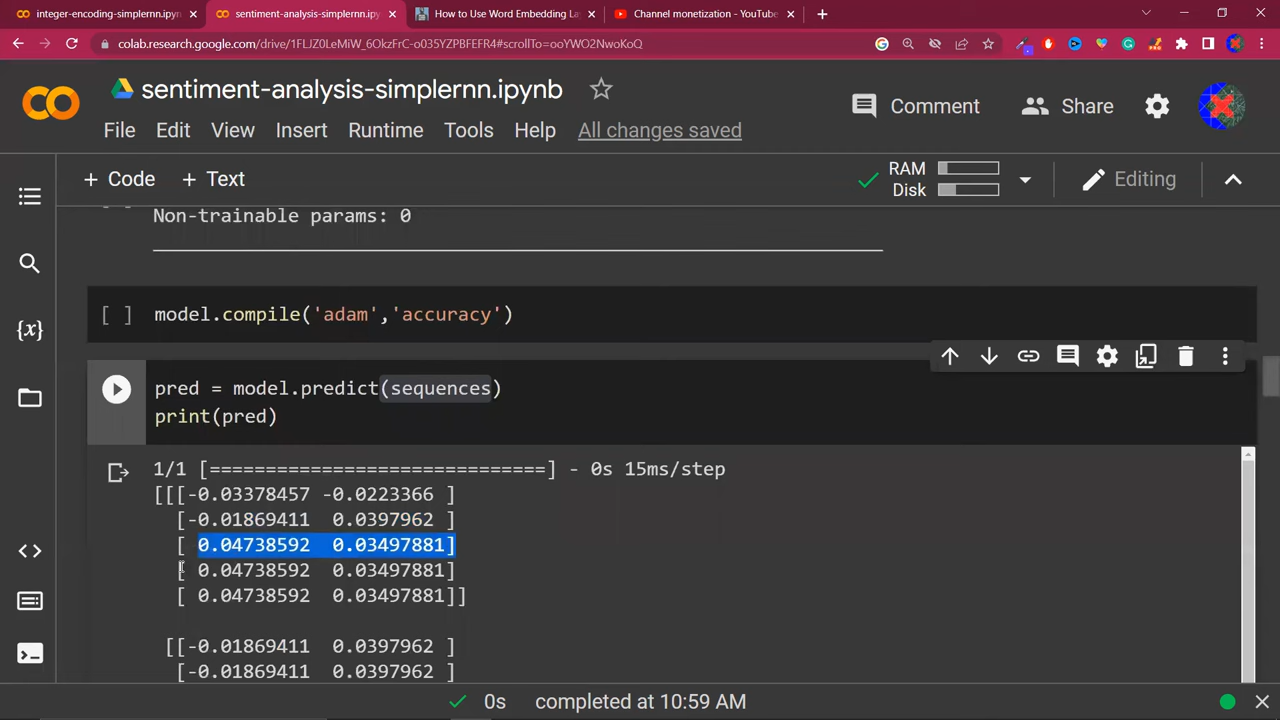 integer-encoding-simplernn.ipyn
sentiment-analysis-simplernn.ipyn
How to Use Word Embedding La
Channel monetization - YouTube
colab.research.google.com/drive/1FLJZ0LeMiW_6OkzFrC-o035YZPBFEFR4#scrollTo=ooYWO2NwoKoQ
sentiment-analysis-simplernn.ipynb
Comment
Share
File Edit View Insert Runtime Tools Help All changes saved
+ Code + Text
RAM
Disk
Editing
Non-trainable params: 0
[ ] model.compile('adam','accuracy')
pred = model.predict(sequences)
print(pred)
1/1 [==============================] - 0s 15ms/step
[[[-0.03378457 -0.0223366 ]
[-0.01869411 0.0397962 ]
[ 0.04738592 0.03497881]
[ 0.04738592 0.03497881]
[ 0.04738592 0.03497881]]
[[-0.01869411 0.0397962 ]
[-0.01869411 0.0397962 ]
0s completed at 10:59 AM